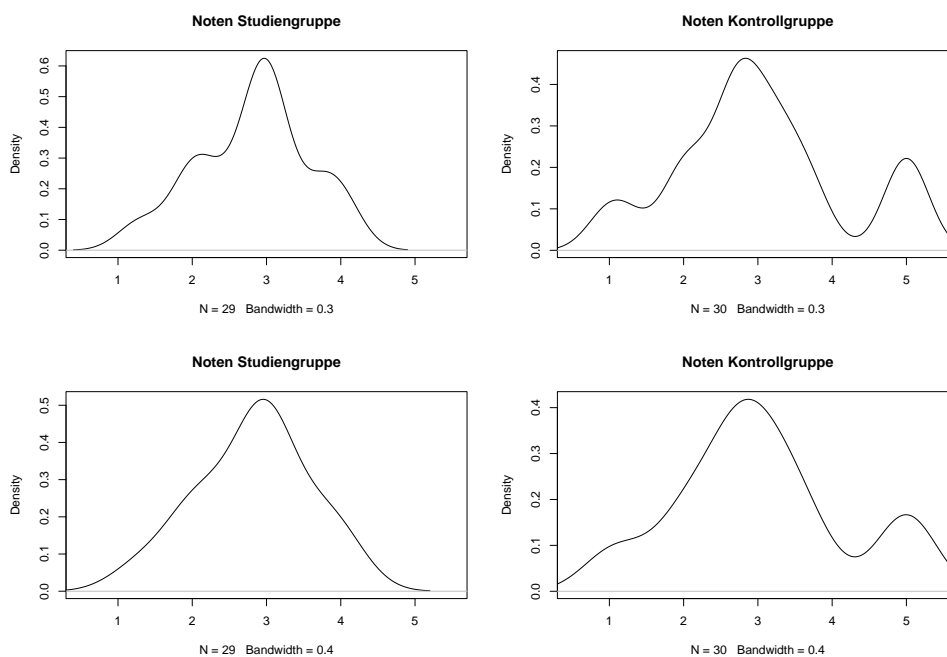 Noten Studiengruppe
Density
0.0 0.1 0.2 0.3 0.4 0.5 0.6
1 2 3 4 5
N = 29 Bandwidth = 0.3
Noten Kontrollgruppe
Density
0.0 0.1 0.2 0.3 0.4
1 2 3 4 5
N = 30 Bandwidth = 0.3
Noten Studiengruppe
Density
0.0 0.1 0.2 0.3 0.4 0.5
1 2 3 4 5
N = 29 Bandwidth = 0.4
Noten Kontrollgruppe
Density
0.0 0.1 0.2 0.3 0.4
1 2 3 4 5
N = 30 Bandwidth = 0.4